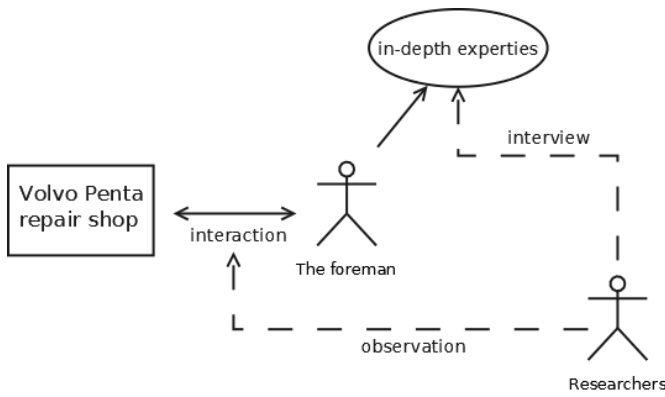 in-depth experties
interview
Volvo Penta
repair shop
interaction
The foreman
observation
Researchers